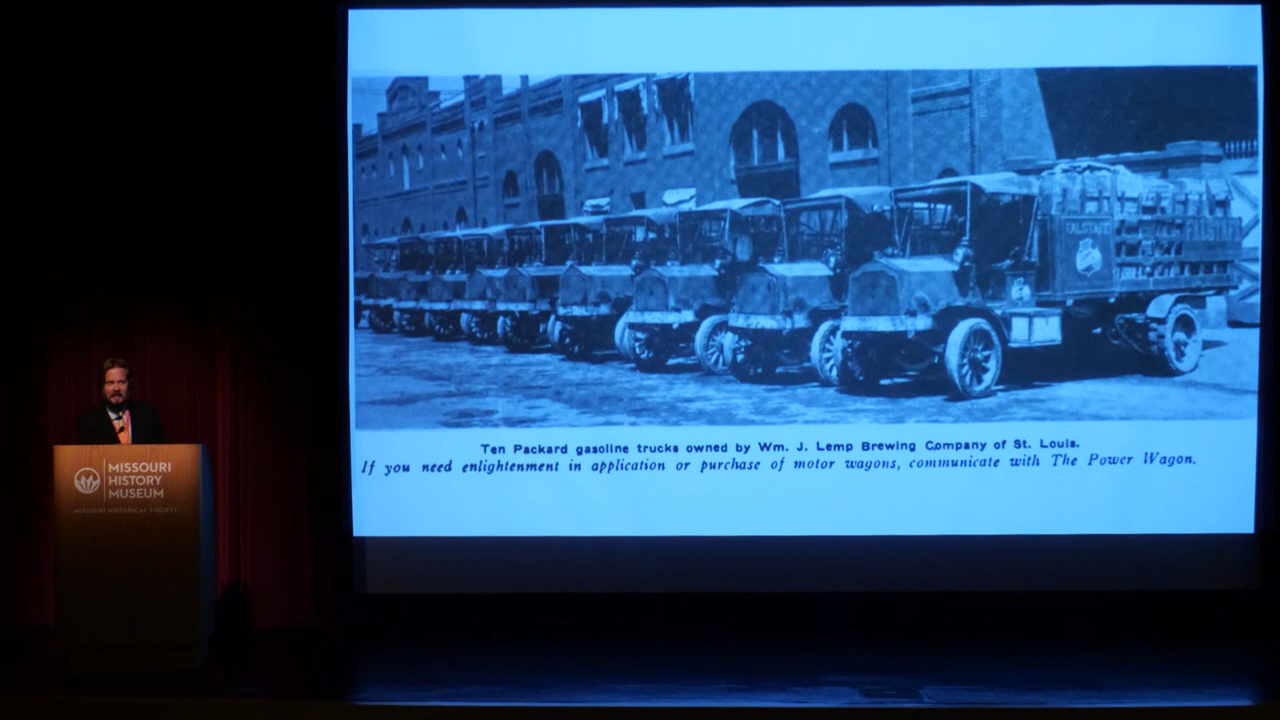 FALSTAFF
FALSTAFF
Ten Packard gasoline trucks owned by Wm. J. Lemp Brewing Company of St. Louis.
If you need enlightenment in application or purchase of motor wagons, communicate with The Power Wagon.
MISSOURI
HISTORY
MUSEUM
MISSOURI HISTORICAL SOCIETY